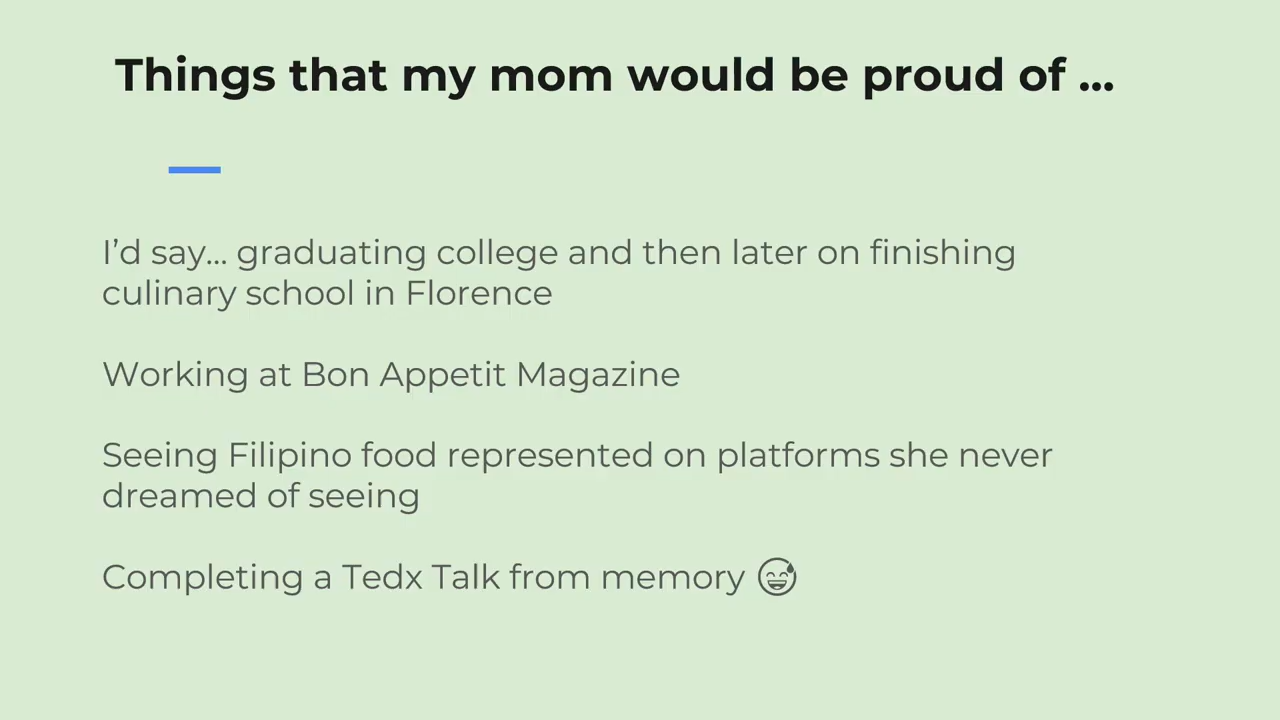 Things that my mom would be proud of ...
I’d say... graduating college and then later on finishing
culinary school in Florence
Working at Bon Appetit Magazine
Seeing Filipino food represented on platforms she never
dreamed of seeing
Completing a Tedx Talk from memory 😅